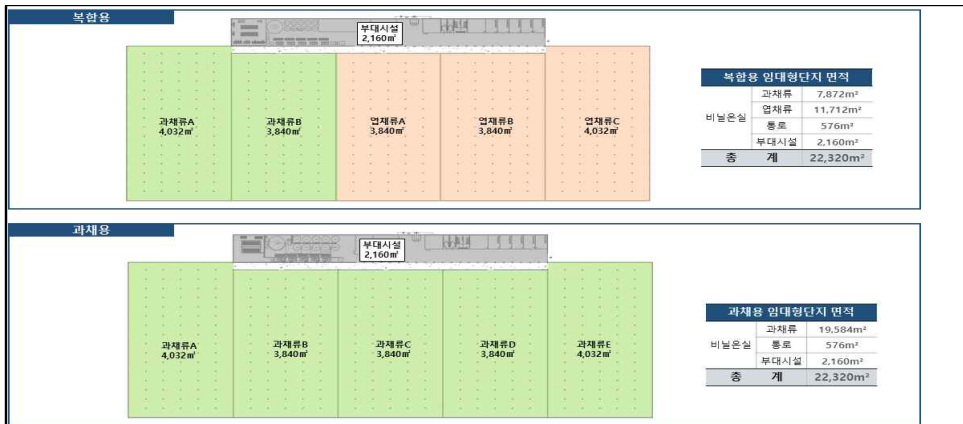 복합용
부대시설
2,160㎡
과채류A
4,032㎡
과채류B
3,840㎡
엽채류A
3,840㎡
엽채류B
3,840㎡
엽채류C
4,032㎡
복합용 임대형단지 면적
비닐온실
과채류 7,872m²
엽채류 11,712m²
통로 576m²
부대시설 2,160m²
총 계 22,320m²
과채용
부대시설
2,160㎡
과채류A
4,032㎡
과채류B
3,840㎡
과채류C
3,840㎡
과채류D
3,840㎡
과채류E
4,032㎡
과채용 임대형단지 면적
비닐온실
과채류 19,584m²
통로 576m²
부대시설 2,160m²
총 계 22,320m²